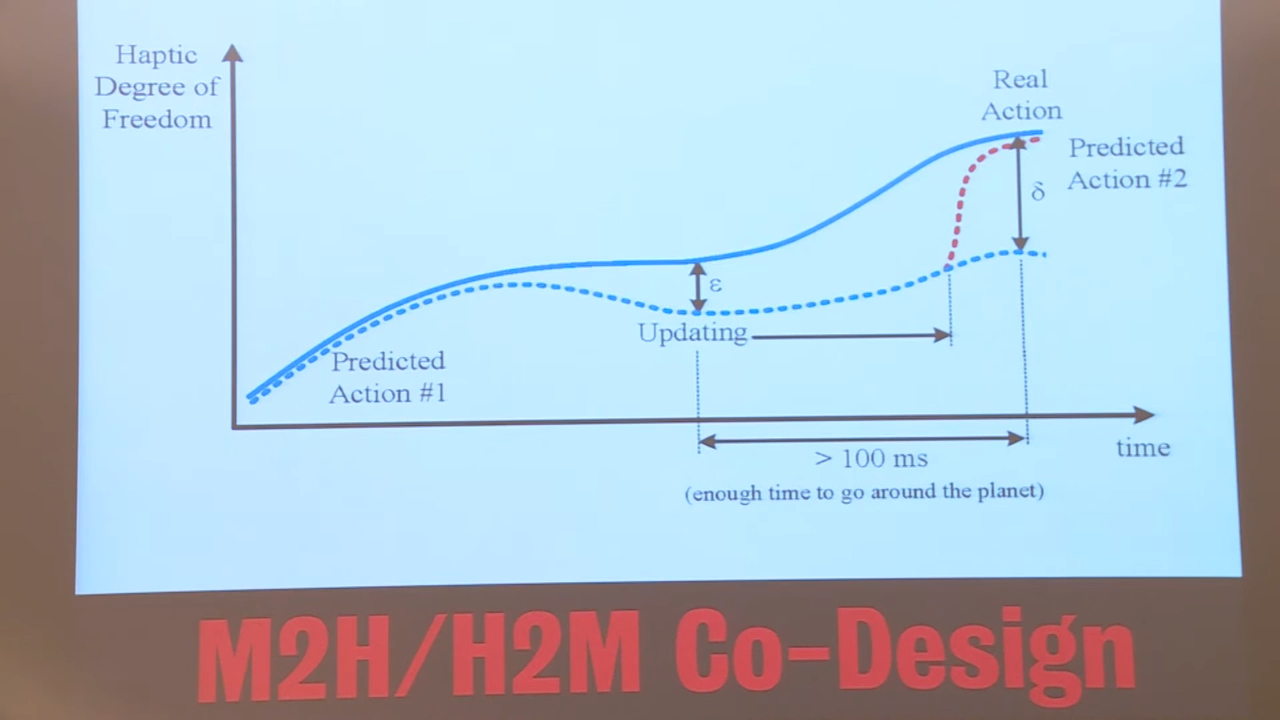 Haptic
Degree of
Freedom
Real
Action
Predicted
Action #2
δ
ε
Updating
Predicted
Action #1
time
> 100 ms
(enough time to go around the planet)
M2H/H2M Co-Design